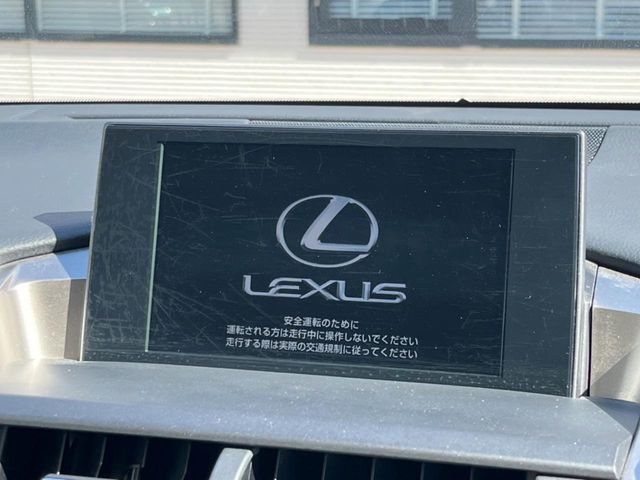 LEXUS
安全運転のために
運転される方は走行中に操作しないでください
走行する際は実際の交通規制に従ってください